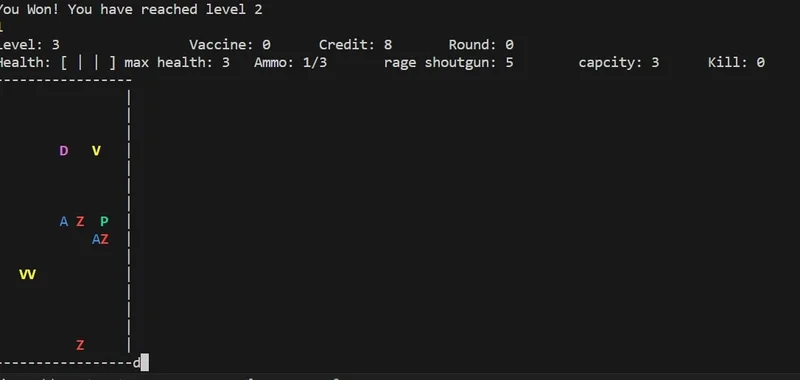 You Won! You have reached level 2
Level: 3 Vaccine: 0 Credit: 8 Round: 0
Health: [ | | ] max health: 3 Ammo: 1/3 rage shoutgun: 5 capcity: 3 Kill: 0
D V
A Z P
AZ
VV
Z
d